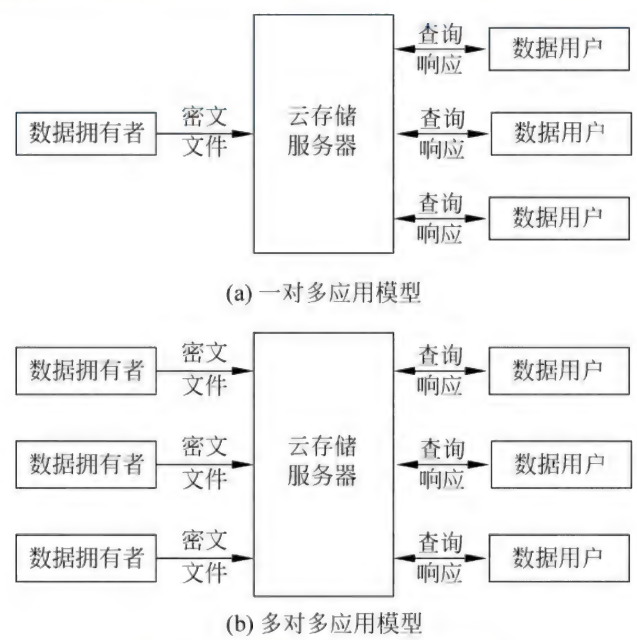 查询
响应
数据用户
数据拥有者
密文
文件
云存储
服务器
查询
响应
数据用户
查询
响应
数据用户
(a) 一对多应用模型
数据拥有者
密文
文件
查询
响应
数据用户
数据拥有者
密文
文件
云存储
服务器
查询
响应
数据用户
数据拥有者
密文
文件
查询
响应
数据用户
(b) 多对多应用模型